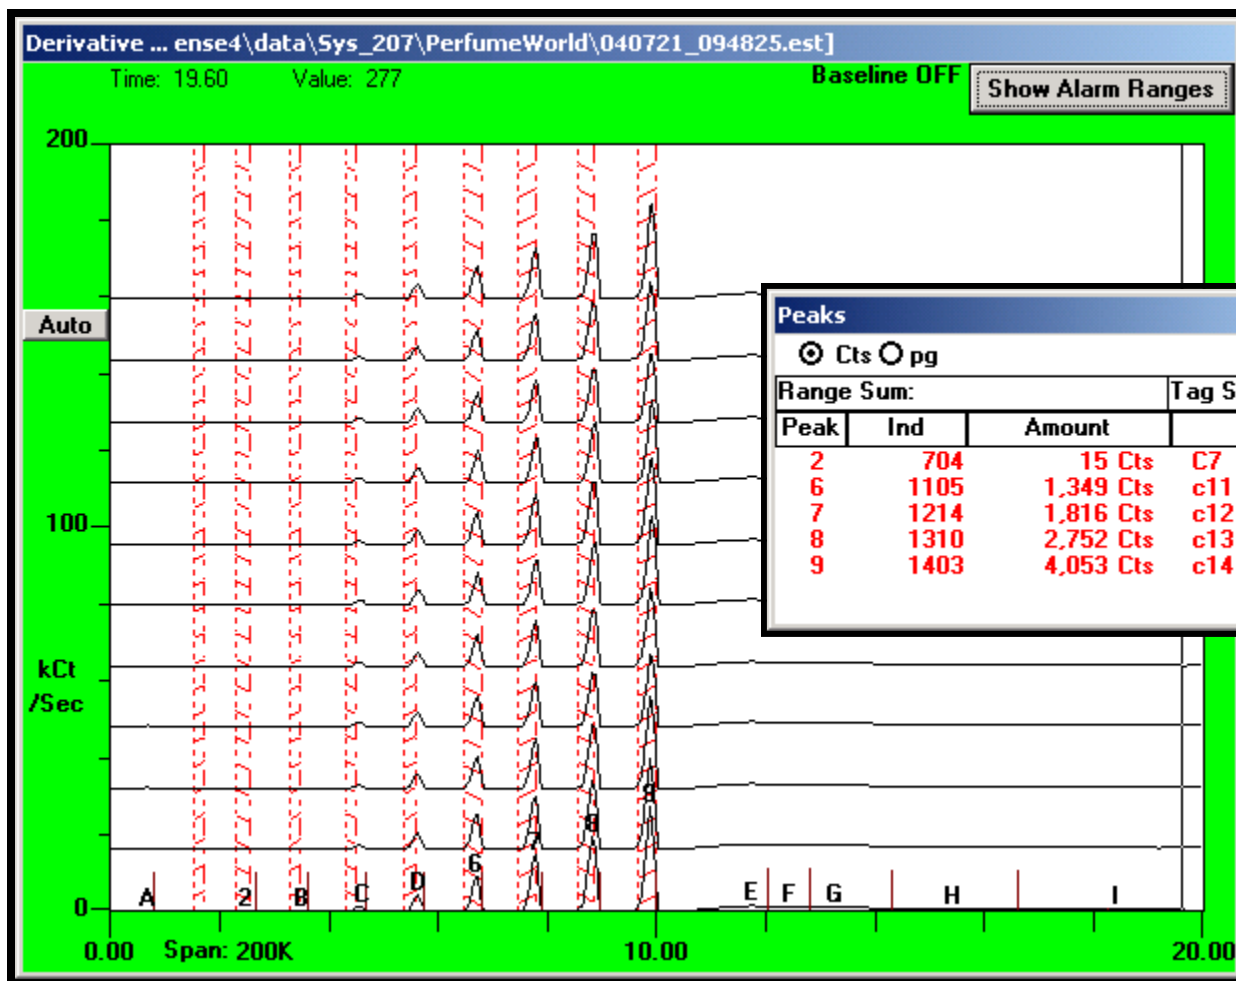 Derivative ... ense4\data\Sys_207\PerfumeWorld\040721_094825.est]
Time: 19.60 Value: 277 Baseline OFF Show Alarm Ranges
200
Auto
Peaks
Cts pg
Range Sum: Tag S
Peak Ind Amount
2 704 15 Cts C7
6 1105 1,349 Cts c11
7 1214 1,816 Cts c12
8 1310 2,752 Cts c13
9 1403 4,053 Cts c14
100
kCt
/Sec
9
8
7
6
A 2 B C D E F G H I
0
0.00 Span: 200K 10.00 20.00